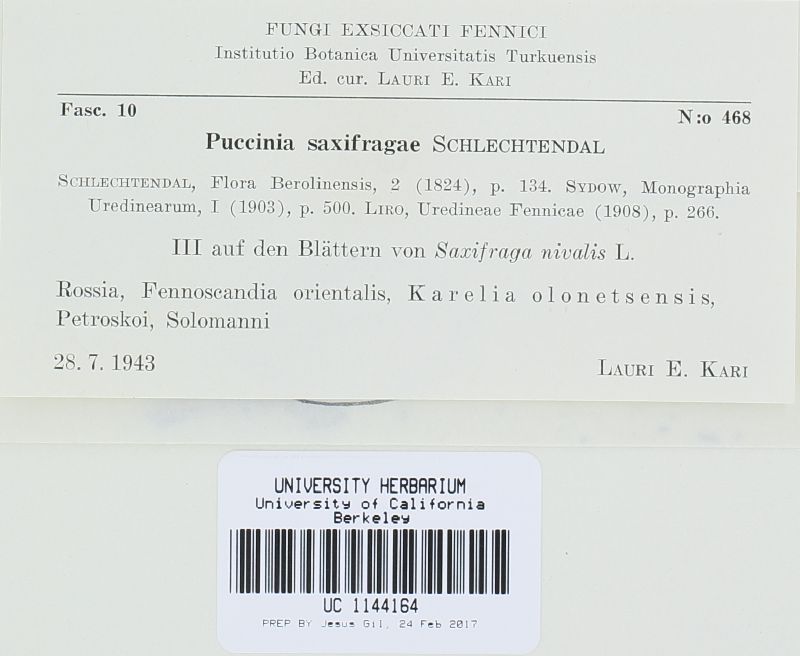 FUNGI EXSICCATI FENNICI
Institutio Botanica Universitatis Turkuensis
Ed. cur. LAURI E. KARI
Fasc. 10 N:o 468
Puccinia saxifragae SCHLECHTENDAL
SCHLECHTENDAL, Flora Berolinensis, 2 (1824), p. 134. SYDOW, Monographia
Uredinearum, I (1903), p. 500. LIRO, Uredineae Fennicae (1908), p. 266.
III auf den Blättern von Saxifraga nivalis L.
Rossia, Fennoscandia orientalis, Karelia olonetsensis,
Petroskoi, Solomanni
28. 7. 1943 LAURI E. KARI
UNIVERSITY HERBARIUM
University of California
Berkeley
UC 1144164
PREP BY Jesus Gil, 24 Feb 2017